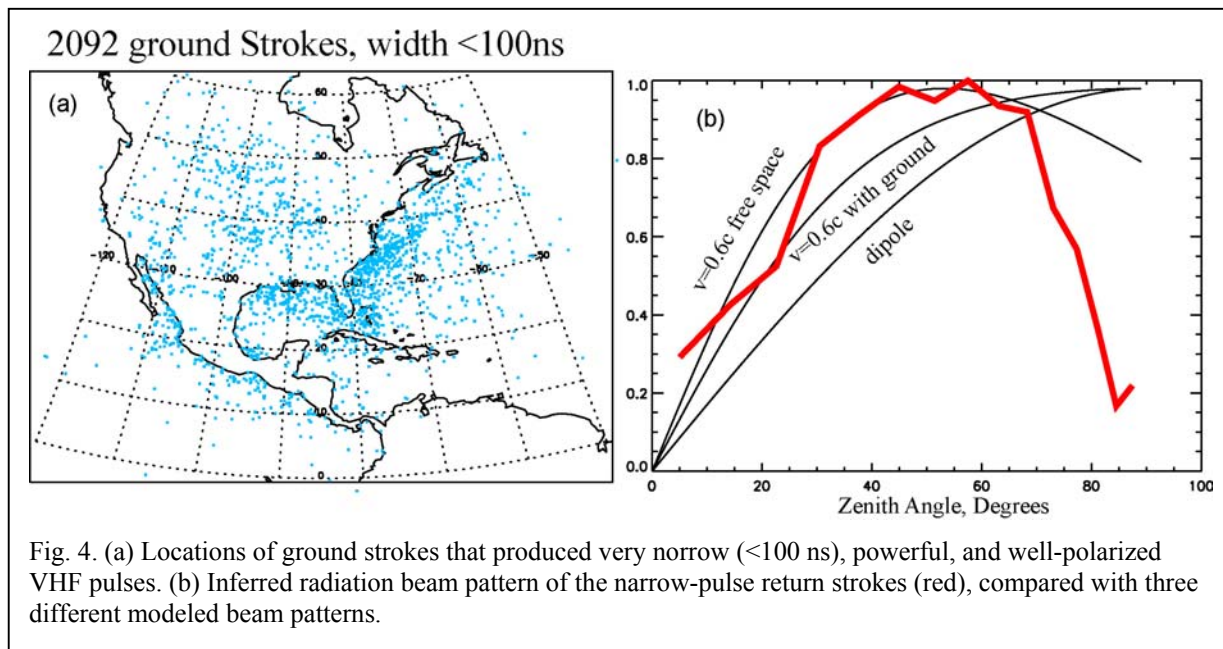 2092 ground Strokes, width <100ns
(a)
60
50
40
-120
-110
-100
30
-60
-50
20
10
0
(b)
1.0
0.8
0.6
0.4
0.2
0.0
v=0.6c free space
v=0.6c with ground
dipole
0 20 40 60 80 100
Zenith Angle, Degrees
Fig. 4. (a) Locations of ground strokes that produced very norrow (<100 ns), powerful, and well-polarized
VHF pulses. (b) Inferred radiation beam pattern of the narrow-pulse return strokes (red), compared with three
different modeled beam patterns.